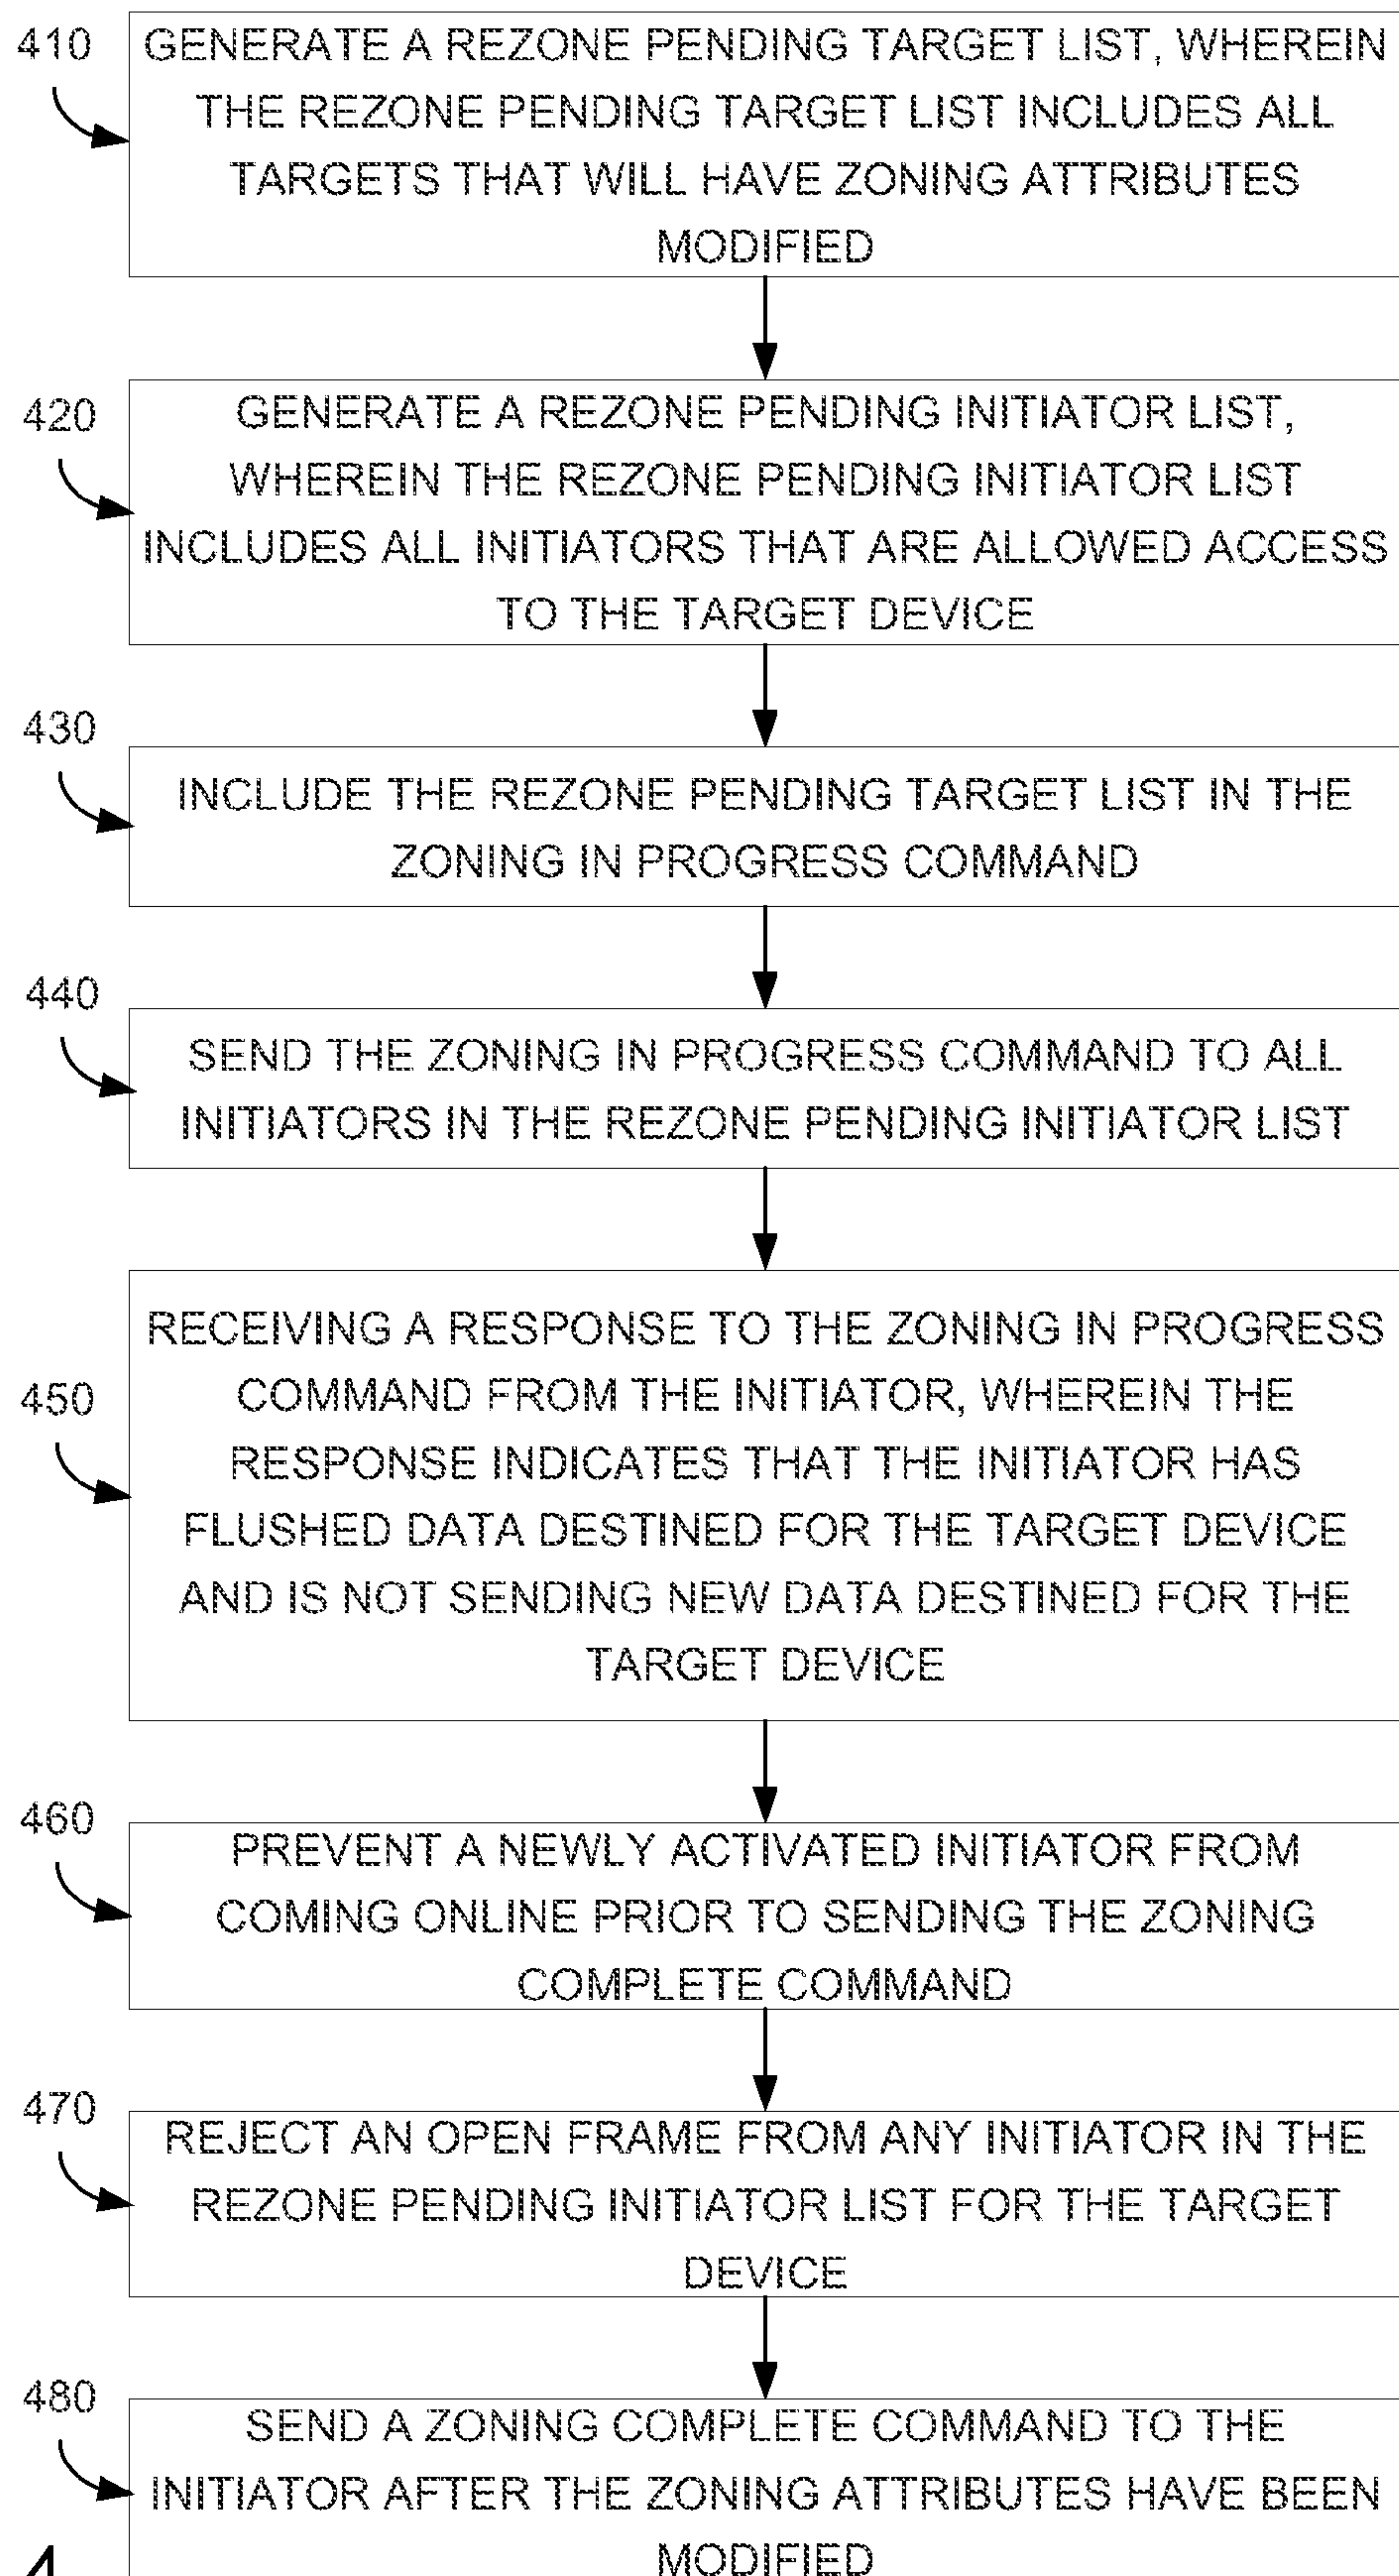 410
GENERATE A REZONE PENDING TARGET LIST, WHEREIN
THE REZONE PENDING TARGET LIST INCLUDES ALL
TARGETS THAT WILL HAVE ZONING ATTRIBUTES
MODIFIED
420
GENERATE A REZONE PENDING INITIATOR LIST,
WHEREIN THE REZONE PENDING INITIATOR LIST
INCLUDES ALL INITIATORS THAT ARE ALLOWED ACCESS
TO THE TARGET DEVICE
430
INCLUDE THE REZONE PENDING TARGET LIST IN THE
ZONING IN PROGRESS COMMAND
440
SEND THE ZONING IN PROGRESS COMMAND TO ALL
INITIATORS IN THE REZONE PENDING INITIATOR LIST
450
RECEIVING A RESPONSE TO THE ZONING IN PROGRESS
COMMAND FROM THE INITIATOR, WHEREIN THE
RESPONSE INDICATES THAT THE INITIATOR HAS
FLUSHED DATA DESTINED FOR THE TARGET DEVICE
AND IS NOT SENDING NEW DATA DESTINED FOR THE
TARGET DEVICE
460
PREVENT A NEWLY ACTIVATED INITIATOR FROM
COMING ONLINE PRIOR TO SENDING THE ZONING
COMPLETE COMMAND
470
REJECT AN OPEN FRAME FROM ANY INITIATOR IN THE
REZONE PENDING INITIATOR LIST FOR THE TARGET
DEVICE
480
SEND A ZONING COMPLETE COMMAND TO THE
INITIATOR AFTER THE ZONING ATTRIBUTES HAVE BEEN
MODIFIED